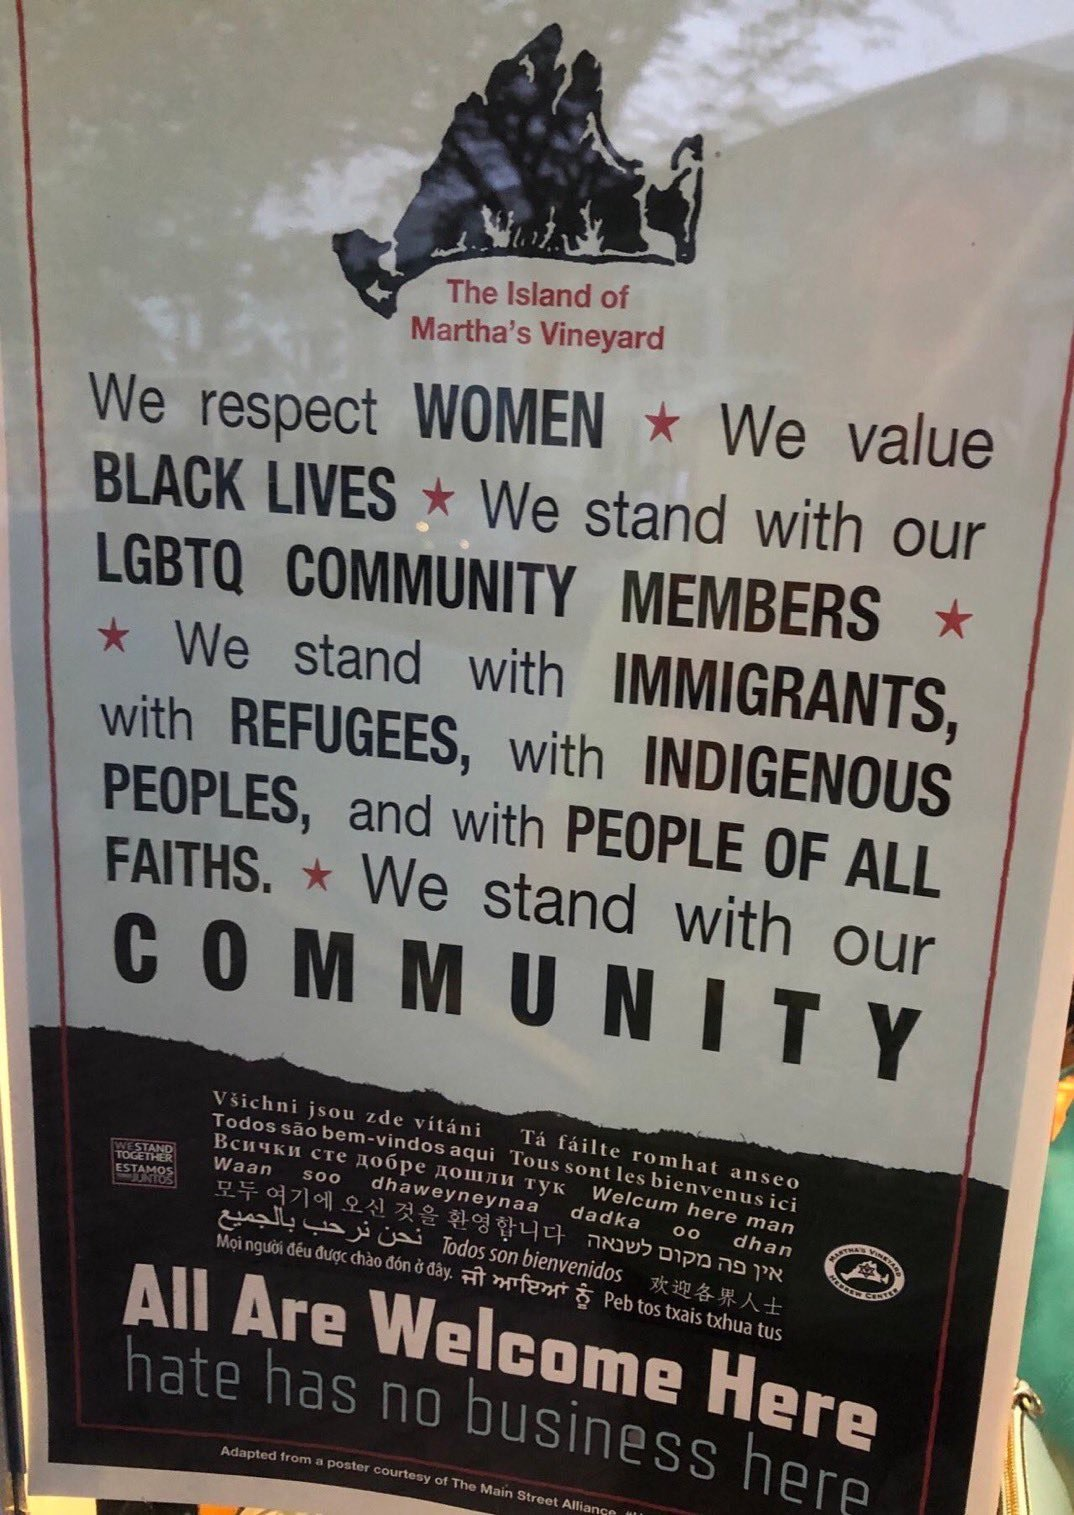 The Island of
Martha's Vineyard
We respect WOMEN ★ We value
BLACK LIVES ★ We stand with our
LGBTQ COMMUNITY MEMBERS ★
★ We stand with IMMIGRANTS,
with REFUGEES, with INDIGENOUS
PEOPLES, and with PEOPLE OF ALL
FAITHS. ★ We stand with our
COMMUNITY
Všichni jsou zde vítáni Tá fáilte romhat anseo
Todos são bem-vindos aqui Tous sont les bienvenus ici
Всички сте добре дошли тук Welcum here man
Waan soo dhaweyneynaa dadka oo dhan
모두 여기에 오신 것을 환영합니다 אין פה מקום לשנאה
نحن نرحب بالجميع Todos son bienvenidos 欢迎各界人士
Mọi người đều được chào đón ở đây. ਜੀ ਆਇਆਂ ਨੂੰ Peb tos txais txhua tus
WE STAND
TOGETHER
ESTAMOS
JUNTOS
MARTHA'S VINEYARD
HEBREW CENTER
All Are Welcome Here
hate has no business here
Adapted from a poster courtesy of The Main Street Alliance